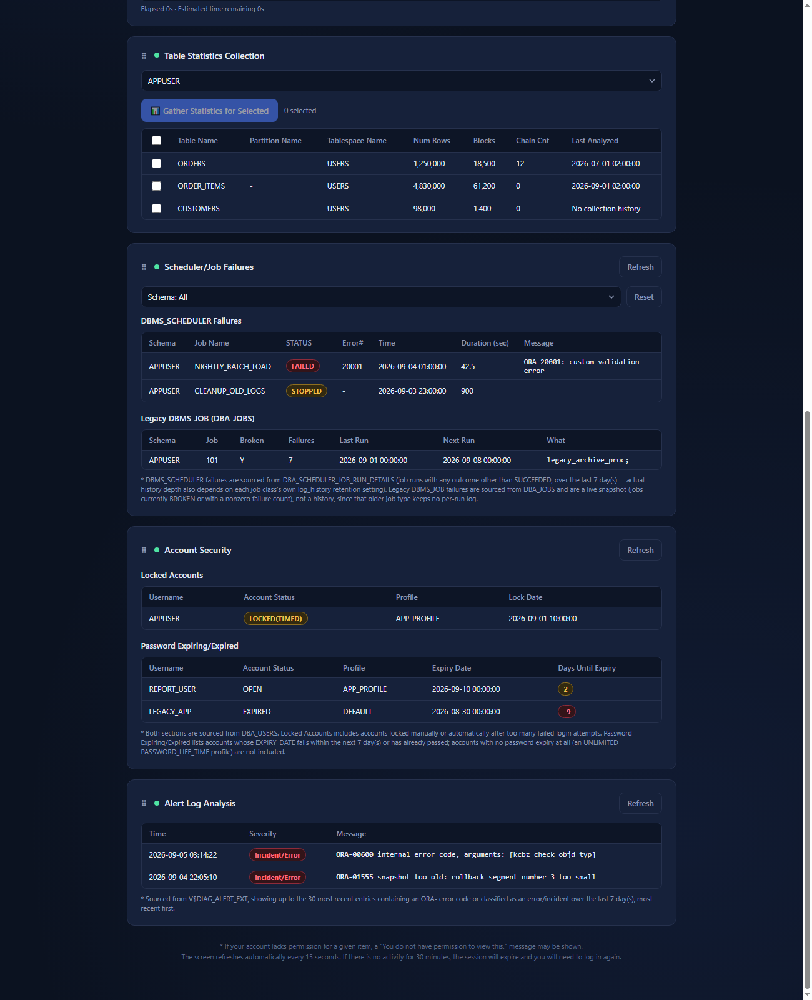 Elapsed 0s · Estimated time remaining 0s
Table Statistics Collection
APPUSER
Gather Statistics for Selected 0 selected
Table Name Partition Name Tablespace Name Num Rows Blocks Chain Cnt Last Analyzed
ORDERS - USERS 1,250,000 18,500 12 2026-07-01 02:00:00
ORDER_ITEMS - USERS 4,830,000 61,200 0 2026-09-01 02:00:00
CUSTOMERS - USERS 98,000 1,400 0 No collection history
Scheduler/Job Failures Refresh
Schema: All Reset
DBMS_SCHEDULER Failures
Schema Job Name STATUS Error# Time Duration (sec) Message
APPUSER NIGHTLY_BATCH_LOAD FAILED 20001 2026-09-04 01:00:00 42.5 ORA-20001: custom validation
error
APPUSER CLEANUP_OLD_LOGS STOPPED - 2026-09-03 23:00:00 900 -
Legacy DBMS_JOB (DBA_JOBS)
Schema Job Broken Failures Last Run Next Run What
APPUSER 101 Y 7 2026-09-01 00:00:00 2026-09-08 00:00:00 legacy_archive_proc;
* DBMS_SCHEDULER failures are sourced from DBA_SCHEDULER_JOB_RUN_DETAILS (job runs with any outcome other than SUCCEEDED, over the last 7 day(s) -- actual
history depth also depends on each job class's own log_history retention setting). Legacy DBMS_JOB failures are sourced from DBA_JOBS and are a live snapshot (jobs
currently BROKEN or with a nonzero failure count), not a history, since that older job type keeps no per-run log.
Account Security Refresh
Locked Accounts
Username Account Status Profile Lock Date
APPUSER LOCKED(TIMED) APP_PROFILE 2026-09-01 10:00:00
Password Expiring/Expired
Username Account Status Profile Expiry Date Days Until Expiry
REPORT_USER OPEN APP_PROFILE 2026-09-10 00:00:00 2
LEGACY_APP EXPIRED DEFAULT 2026-08-30 00:00:00 -9
* Both sections are sourced from DBA_USERS. Locked Accounts includes accounts locked manually or automatically after too many failed login attempts. Password
Expiring/Expired lists accounts whose EXPIRY_DATE falls within the next 7 day(s) or has already passed; accounts with no password expiry at all (an UNLIMITED
PASSWORD_LIFE_TIME profile) are not included.
Alert Log Analysis Refresh
Time Severity Message
2026-09-05 03:14:22 Incident/Error ORA-00600 internal error code, arguments: [kcbz_check_objd_typ]
2026-09-04 22:05:10 Incident/Error ORA-01555 snapshot too old: rollback segment number 3 too small
* Sourced from V$DIAG_ALERT_EXT, showing up to the 30 most recent entries containing an ORA- error code or classified as an error/incident over the last 7 day(s), most
recent first.
* If your account lacks permission for a given item, a "You do not have permission to view this." message may be shown.
The screen refreshes automatically every 15 seconds. If there is no activity for 30 minutes, the session will expire and you will need to log in again.